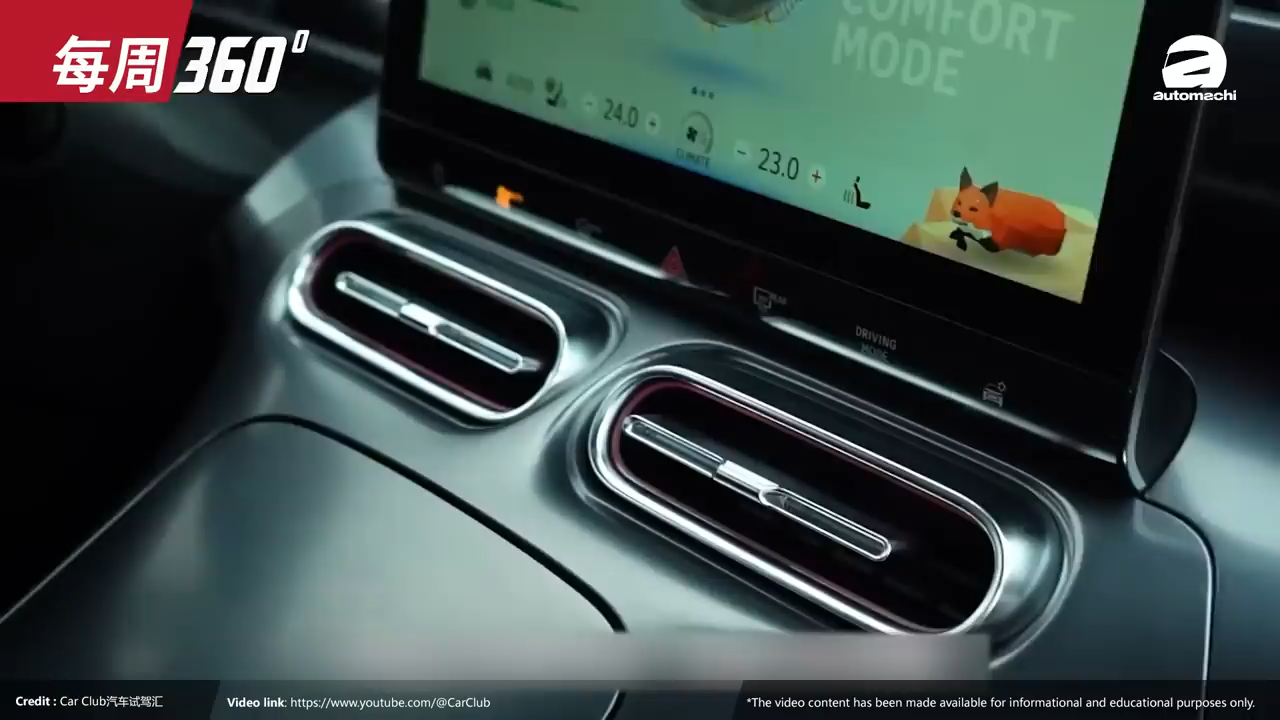 每周360°
automachi
COMFORT
MODE
24.0
CLIMATE
23.0
REAR
DRIVING
MODE
Credit : Car Club汽车试驾汇
Video link: https://www.youtube.com/@CarClub
*The video content has been made available for informational and educational purposes only.